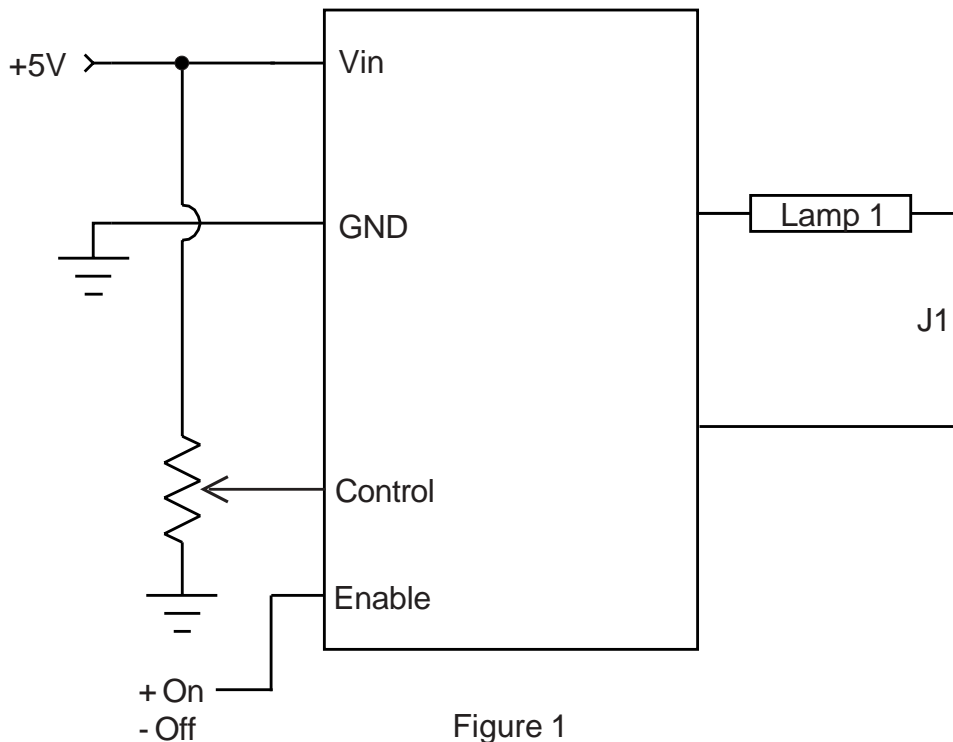 +5V
Vin
GND
Lamp 1
J1
Control
Enable
+ On
- Off
Figure 1